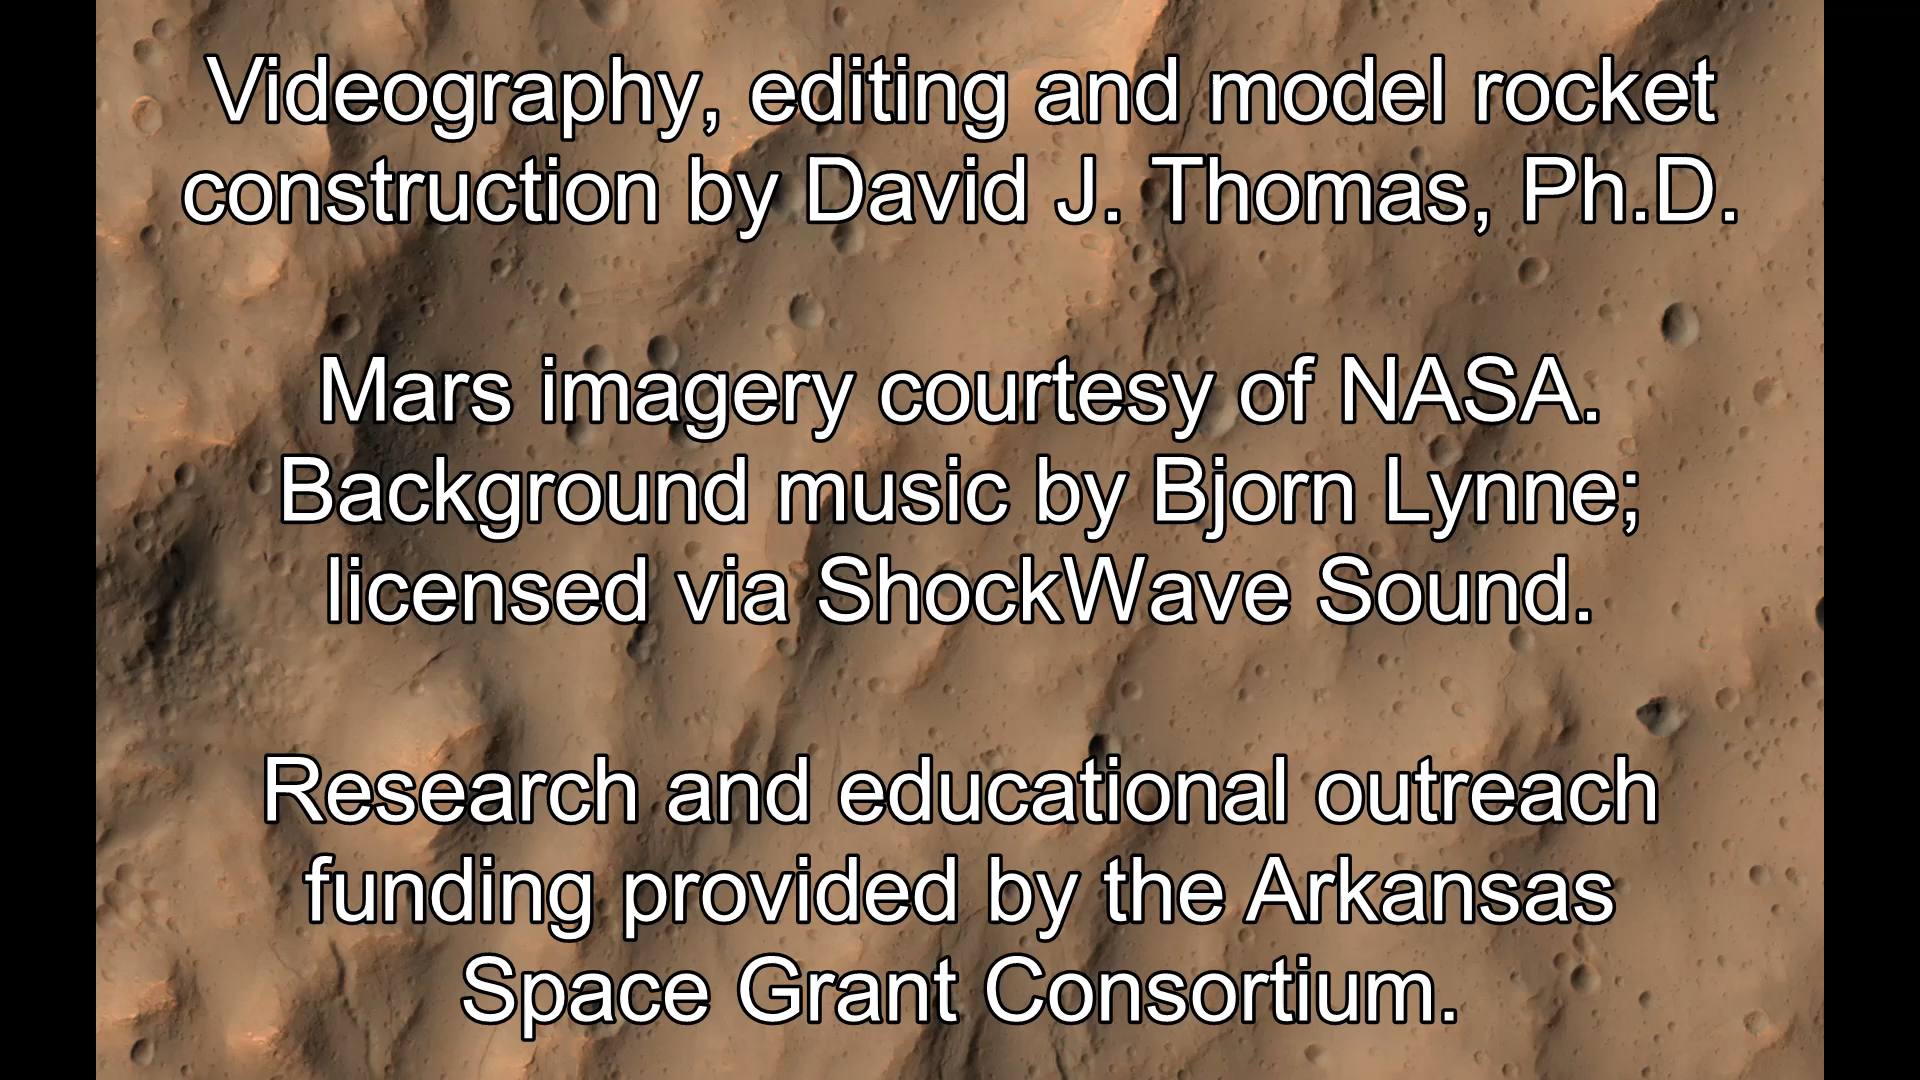 Videography, editing and model rocket
construction by David J. Thomas, Ph.D.
Mars imagery courtesy of NASA.
Background music by Bjorn Lynne;
licensed via ShockWave Sound.
Research and educational outreach
funding provided by the Arkansas
Space Grant Consortium.